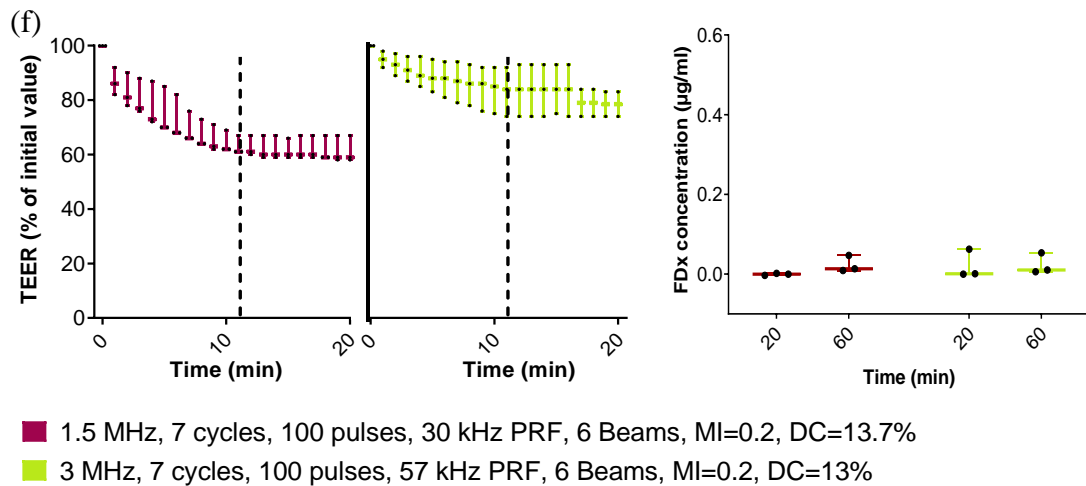 (f)
TEER (% of initial value)
100
80
60
40
20
0
0
10
20
Time (min)
0
10
20
Time (min)
FDx concentration (µg/ml)
0.6
0.4
0.2
0.0
20
60
20
60
Time (min)
1.5 MHz, 7 cycles, 100 pulses, 30 kHz PRF, 6 Beams, MI=0.2, DC=13.7%
3 MHz, 7 cycles, 100 pulses, 57 kHz PRF, 6 Beams, MI=0.2, DC=13%